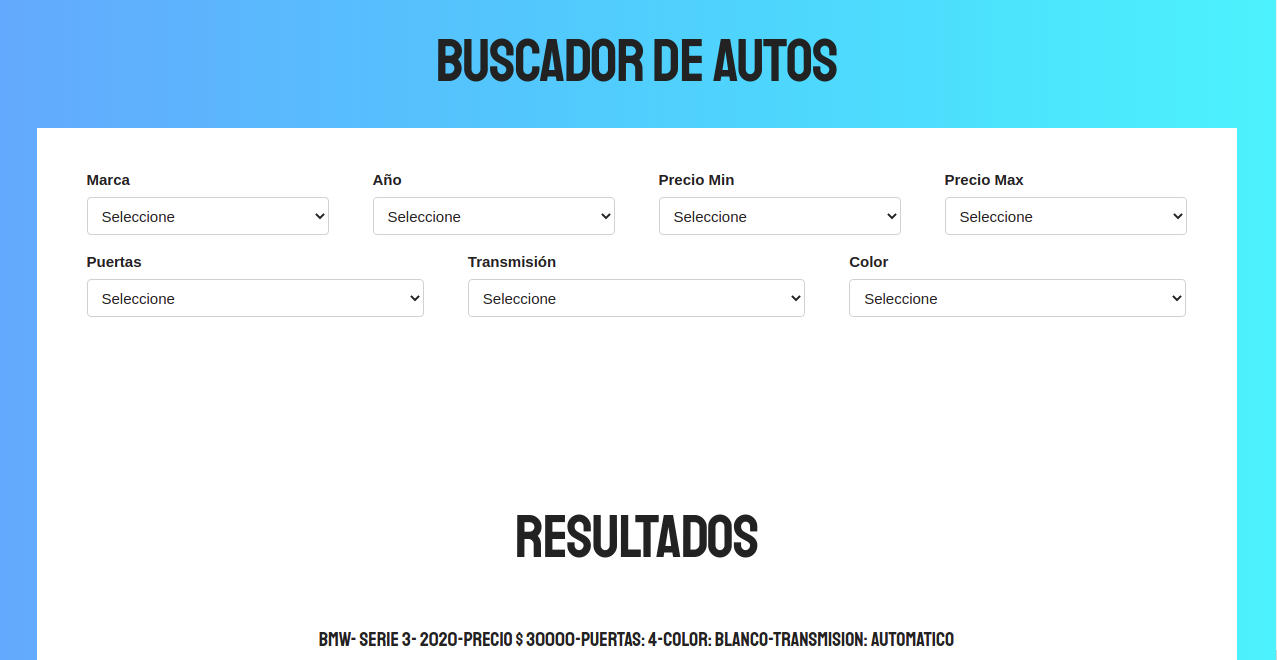 BUSCADOR DE AUTOS
Marca Año Precio Min Precio Max
Seleccione Seleccione Seleccione Seleccione
Puertas Transmisión Color
Seleccione Seleccione Seleccione
RESULTADOS
BMW- SERIE 3- 2020-PRECIO $ 30000-PUERTAS: 4-COLOR: BLANCO-TRANSMISION: AUTOMATICO